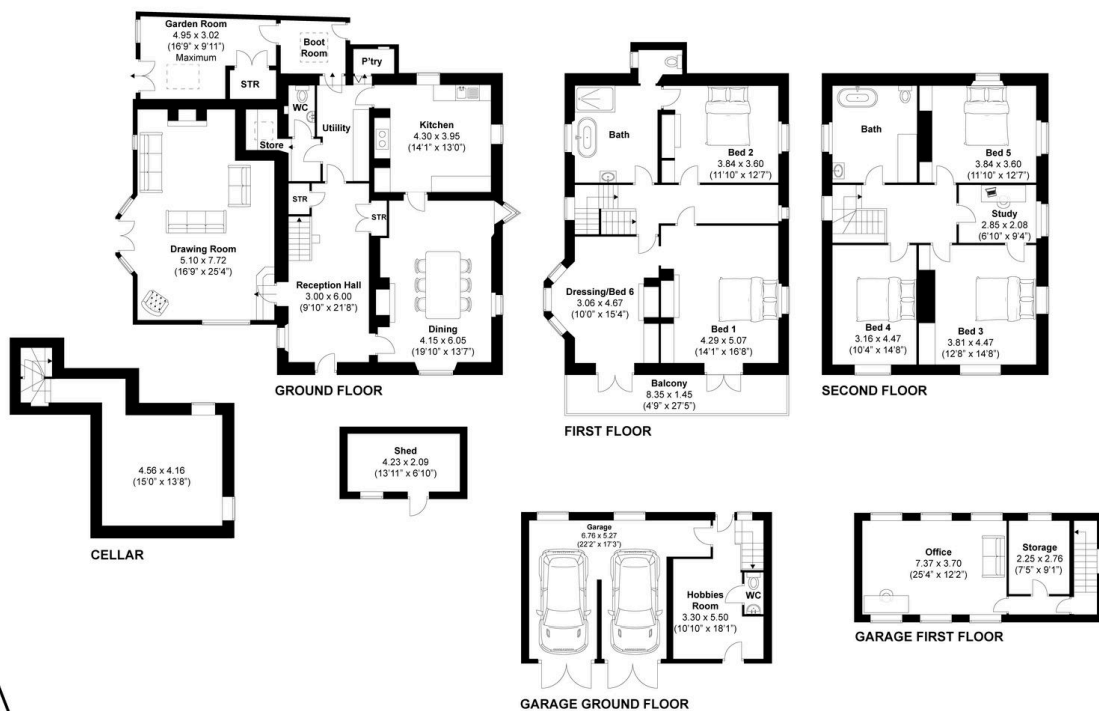 Garden Room
4.95 x 3.02
(16'9" x 9'11")
Maximum
Boot
Room
STR
P'try
WC
Utility
Kitchen
4.30 x 3.95
(14'1" x 13'0")
Store
STR
STR
Drawing Room
5.10 x 7.72
(16'9" x 25'4")
Reception Hall
3.00 x 6.00
(9'10" x 21'8")
Dining
4.15 x 6.05
(19'10" x 13'7")
GROUND FLOOR
4.56 x 4.16
(15'0" x 13'8")
CELLAR
Shed
4.23 x 2.09
(13'11" x 6'10")
Bath
Bed 2
3.84 x 3.60
(11'10" x 12'7")
Dressing/Bed 6
3.06 x 4.67
(10'0" x 15'4")
Bed 1
4.29 x 5.07
(14'1" x 16'8")
Balcony
8.35 x 1.45
(4'9" x 27'5")
FIRST FLOOR
Bath
Bed 5
3.84 x 3.60
(11'10" x 12'7")
Study
2.85 x 2.08
(6'10" x 9'4")
Bed 4
3.16 x 4.47
(10'4" x 14'8")
Bed 3
3.81 x 4.47
(12'8" x 14'8")
SECOND FLOOR
Garage
6.76 x 5.27
(22'2" x 17'3")
Hobbies
Room
3.30 x 5.50
(10'10" x 18'1")
WC
GARAGE GROUND FLOOR
Office
7.37 x 3.70
(25'4" x 12'2")
Storage
2.25 x 2.76
(7'5" x 9'1")
GARAGE FIRST FLOOR